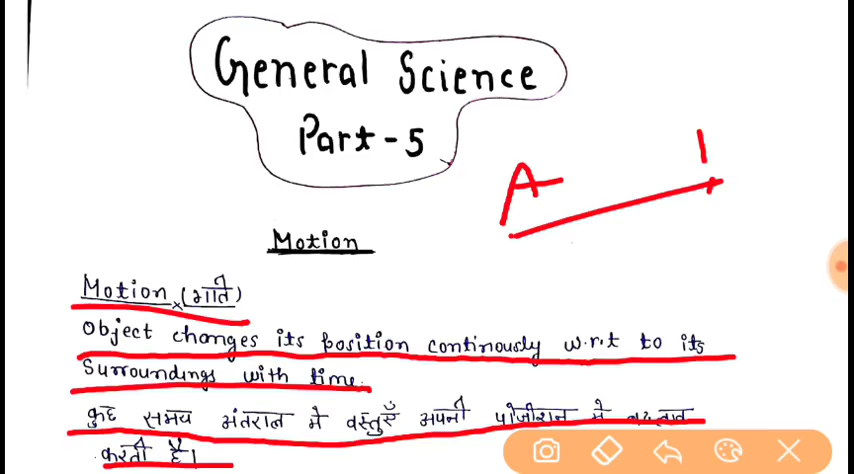 General Science
Part - 5
A
Motion
Motion (गति)
Object changes its position continously w.r.t to its
Surroundings with time.
कुछ समय अंतराल मे वस्तुएँ अपनी पोजीशन मे
करती है।